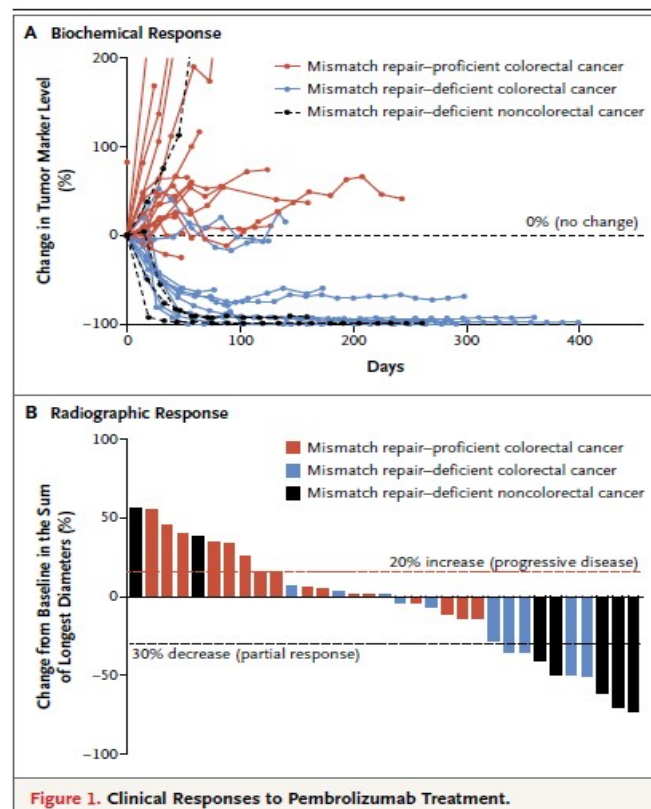 A Biochemical Response
200
100
0
−100
Change in Tumor Marker Level
(%)
Mismatch repair–proficient colorectal cancer
Mismatch repair–deficient colorectal cancer
Mismatch repair–deficient noncolorectal cancer
0% (no change)
0
100
200
300
400
Days
B Radiographic Response
100
50
0
−50
−100
Change from Baseline in the Sum
of Longest Diameters (%)
Mismatch repair–proficient colorectal cancer
Mismatch repair–deficient colorectal cancer
Mismatch repair–deficient noncolorectal cancer
20% increase (progressive disease)
30% decrease (partial response)
Figure 1. Clinical Responses to Pembrolizumab Treatment.